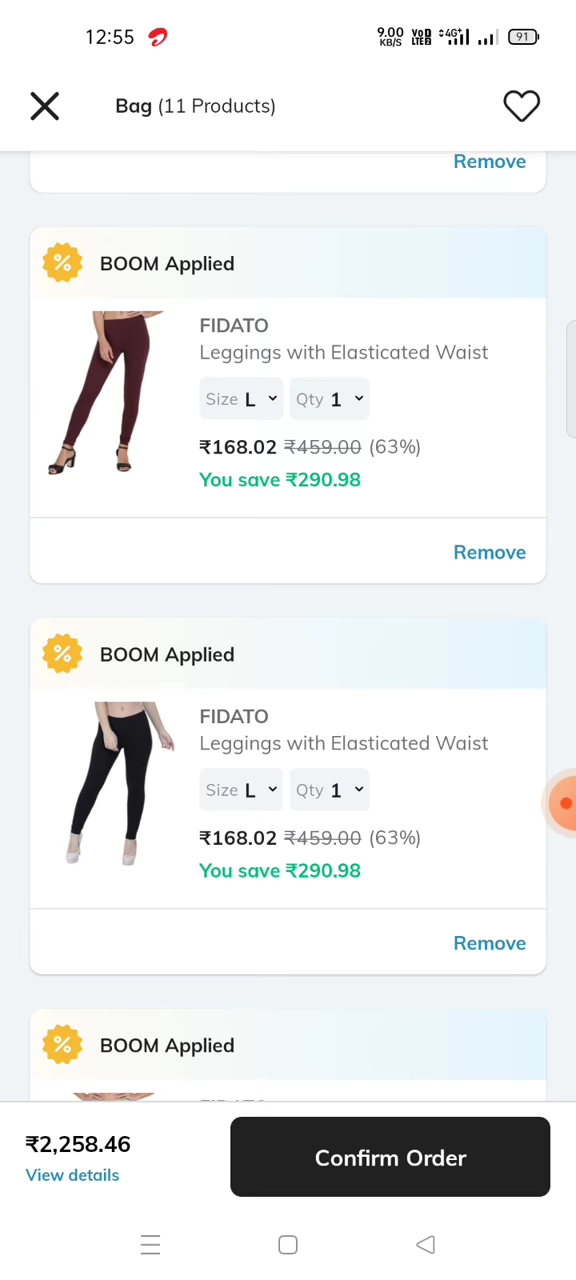 12:55
9.00 KB/S VoD LTE2 4G+ 91
Bag (11 Products)
Remove
BOOM Applied
FIDATO
Leggings with Elasticated Waist
Size L Qty 1
₹168.02 ₹459.00 (63%)
You save ₹290.98
Remove
BOOM Applied
FIDATO
Leggings with Elasticated Waist
Size L Qty 1
₹168.02 ₹459.00 (63%)
You save ₹290.98
Remove
BOOM Applied
₹2,258.46
View details
Confirm Order